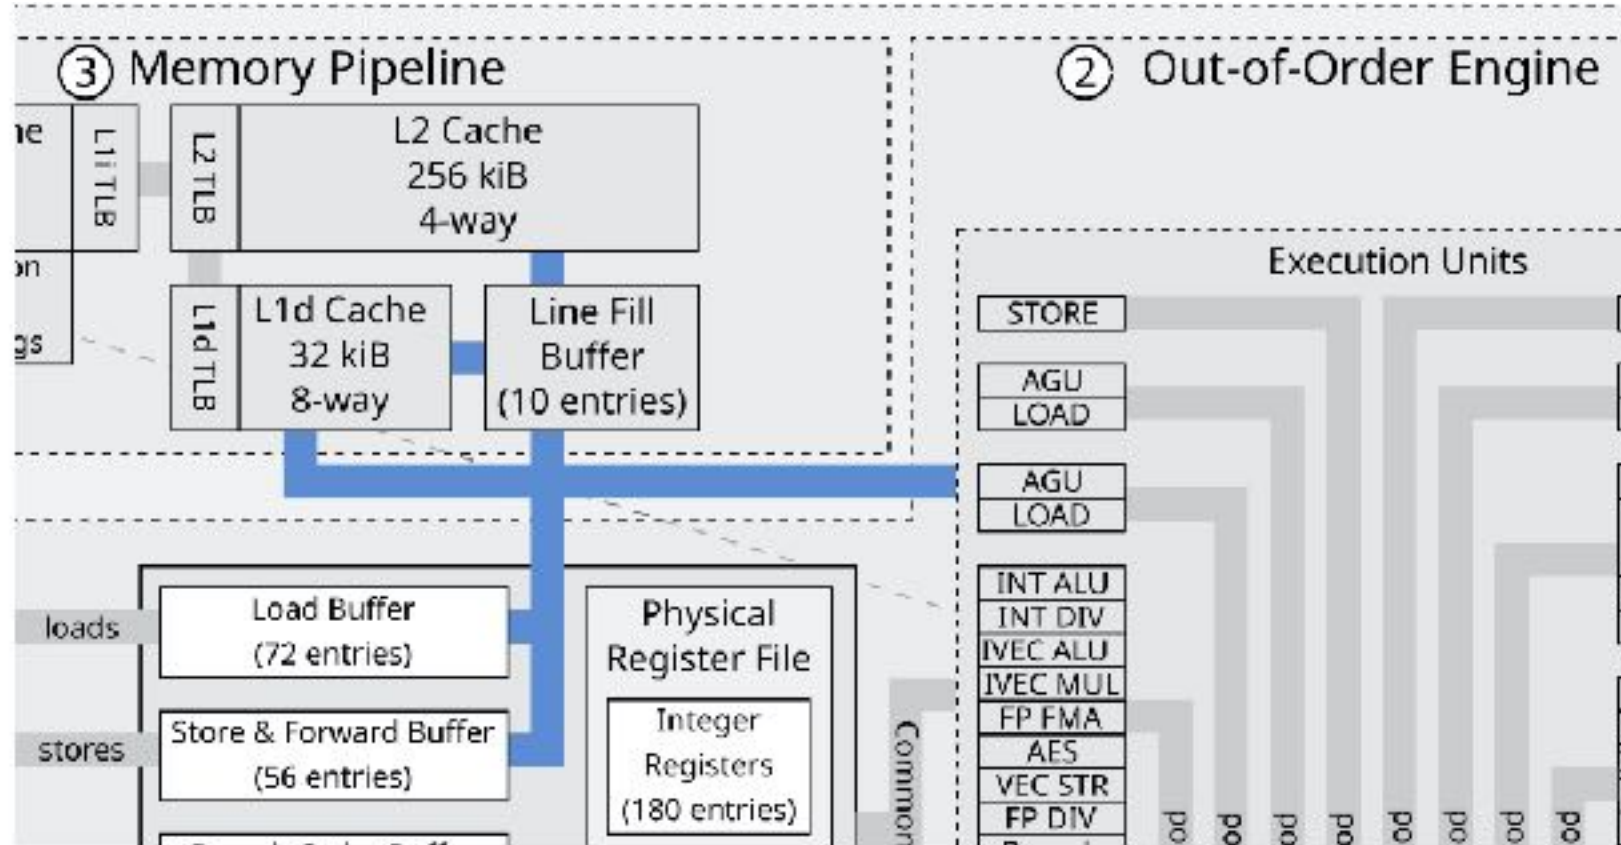 3 Memory Pipeline
2 Out-of-Order Engine
L1i TLB
L2 TLB
L2 Cache
256 kiB
4-way
L1d TLB
L1d Cache
32 kiB
8-way
Line Fill
Buffer
(10 entries)
Execution Units
STORE
AGU
LOAD
AGU
LOAD
INT ALU
INT DIV
IVEC ALU
IVEC MUL
FP FMA
AES
VEC STR
FP DIV
loads
Load Buffer
(72 entries)
stores
Store & Forward Buffer
(56 entries)
Physical
Register File
Integer
Registers
(180 entries)
Common